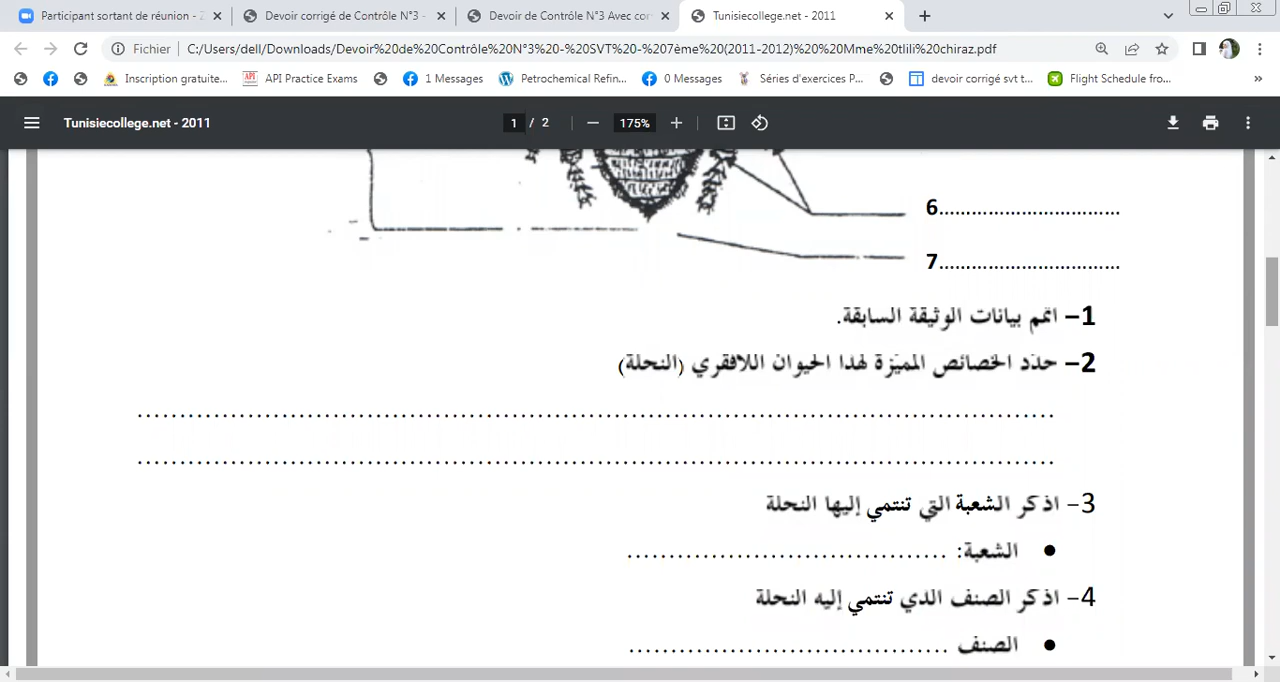 Participant sortant de réunion - Z
Devoir corrigé de Contrôle N°3 -
Devoir de Contrôle N°3 Avec cor
Tunisiecollege.net - 2011
Fichier
C:/Users/dell/Downloads/Devoir%20de%20Contrôle%20N°3%20-%20SVT%20-%207ème%20(2011-2012)%20%20Mme%20tlili%20chiraz.pdf
Inscription gratuite...
API Practice Exams
1 Messages
Petrochemical Refin...
0 Messages
Séries d'exercices P...
devoir corrigé svt t...
Flight Schedule fro...
»
Tunisiecollege.net - 2011
1 / 2
175%
6.................................
7.................................
1– اتمم بيانات الوثيقة السابقة.
2– حدّد الخصائص المميّزة لهذا الحيوان اللافقري (النحلة)
................................................................................
................................................................................
3- اذكر الشعبة التي تنتمي إليها النحلة
● الشعبة: ......................................
4- اذكر الصنف الدي تنتمي إليه النحلة
● الصنف ......................................